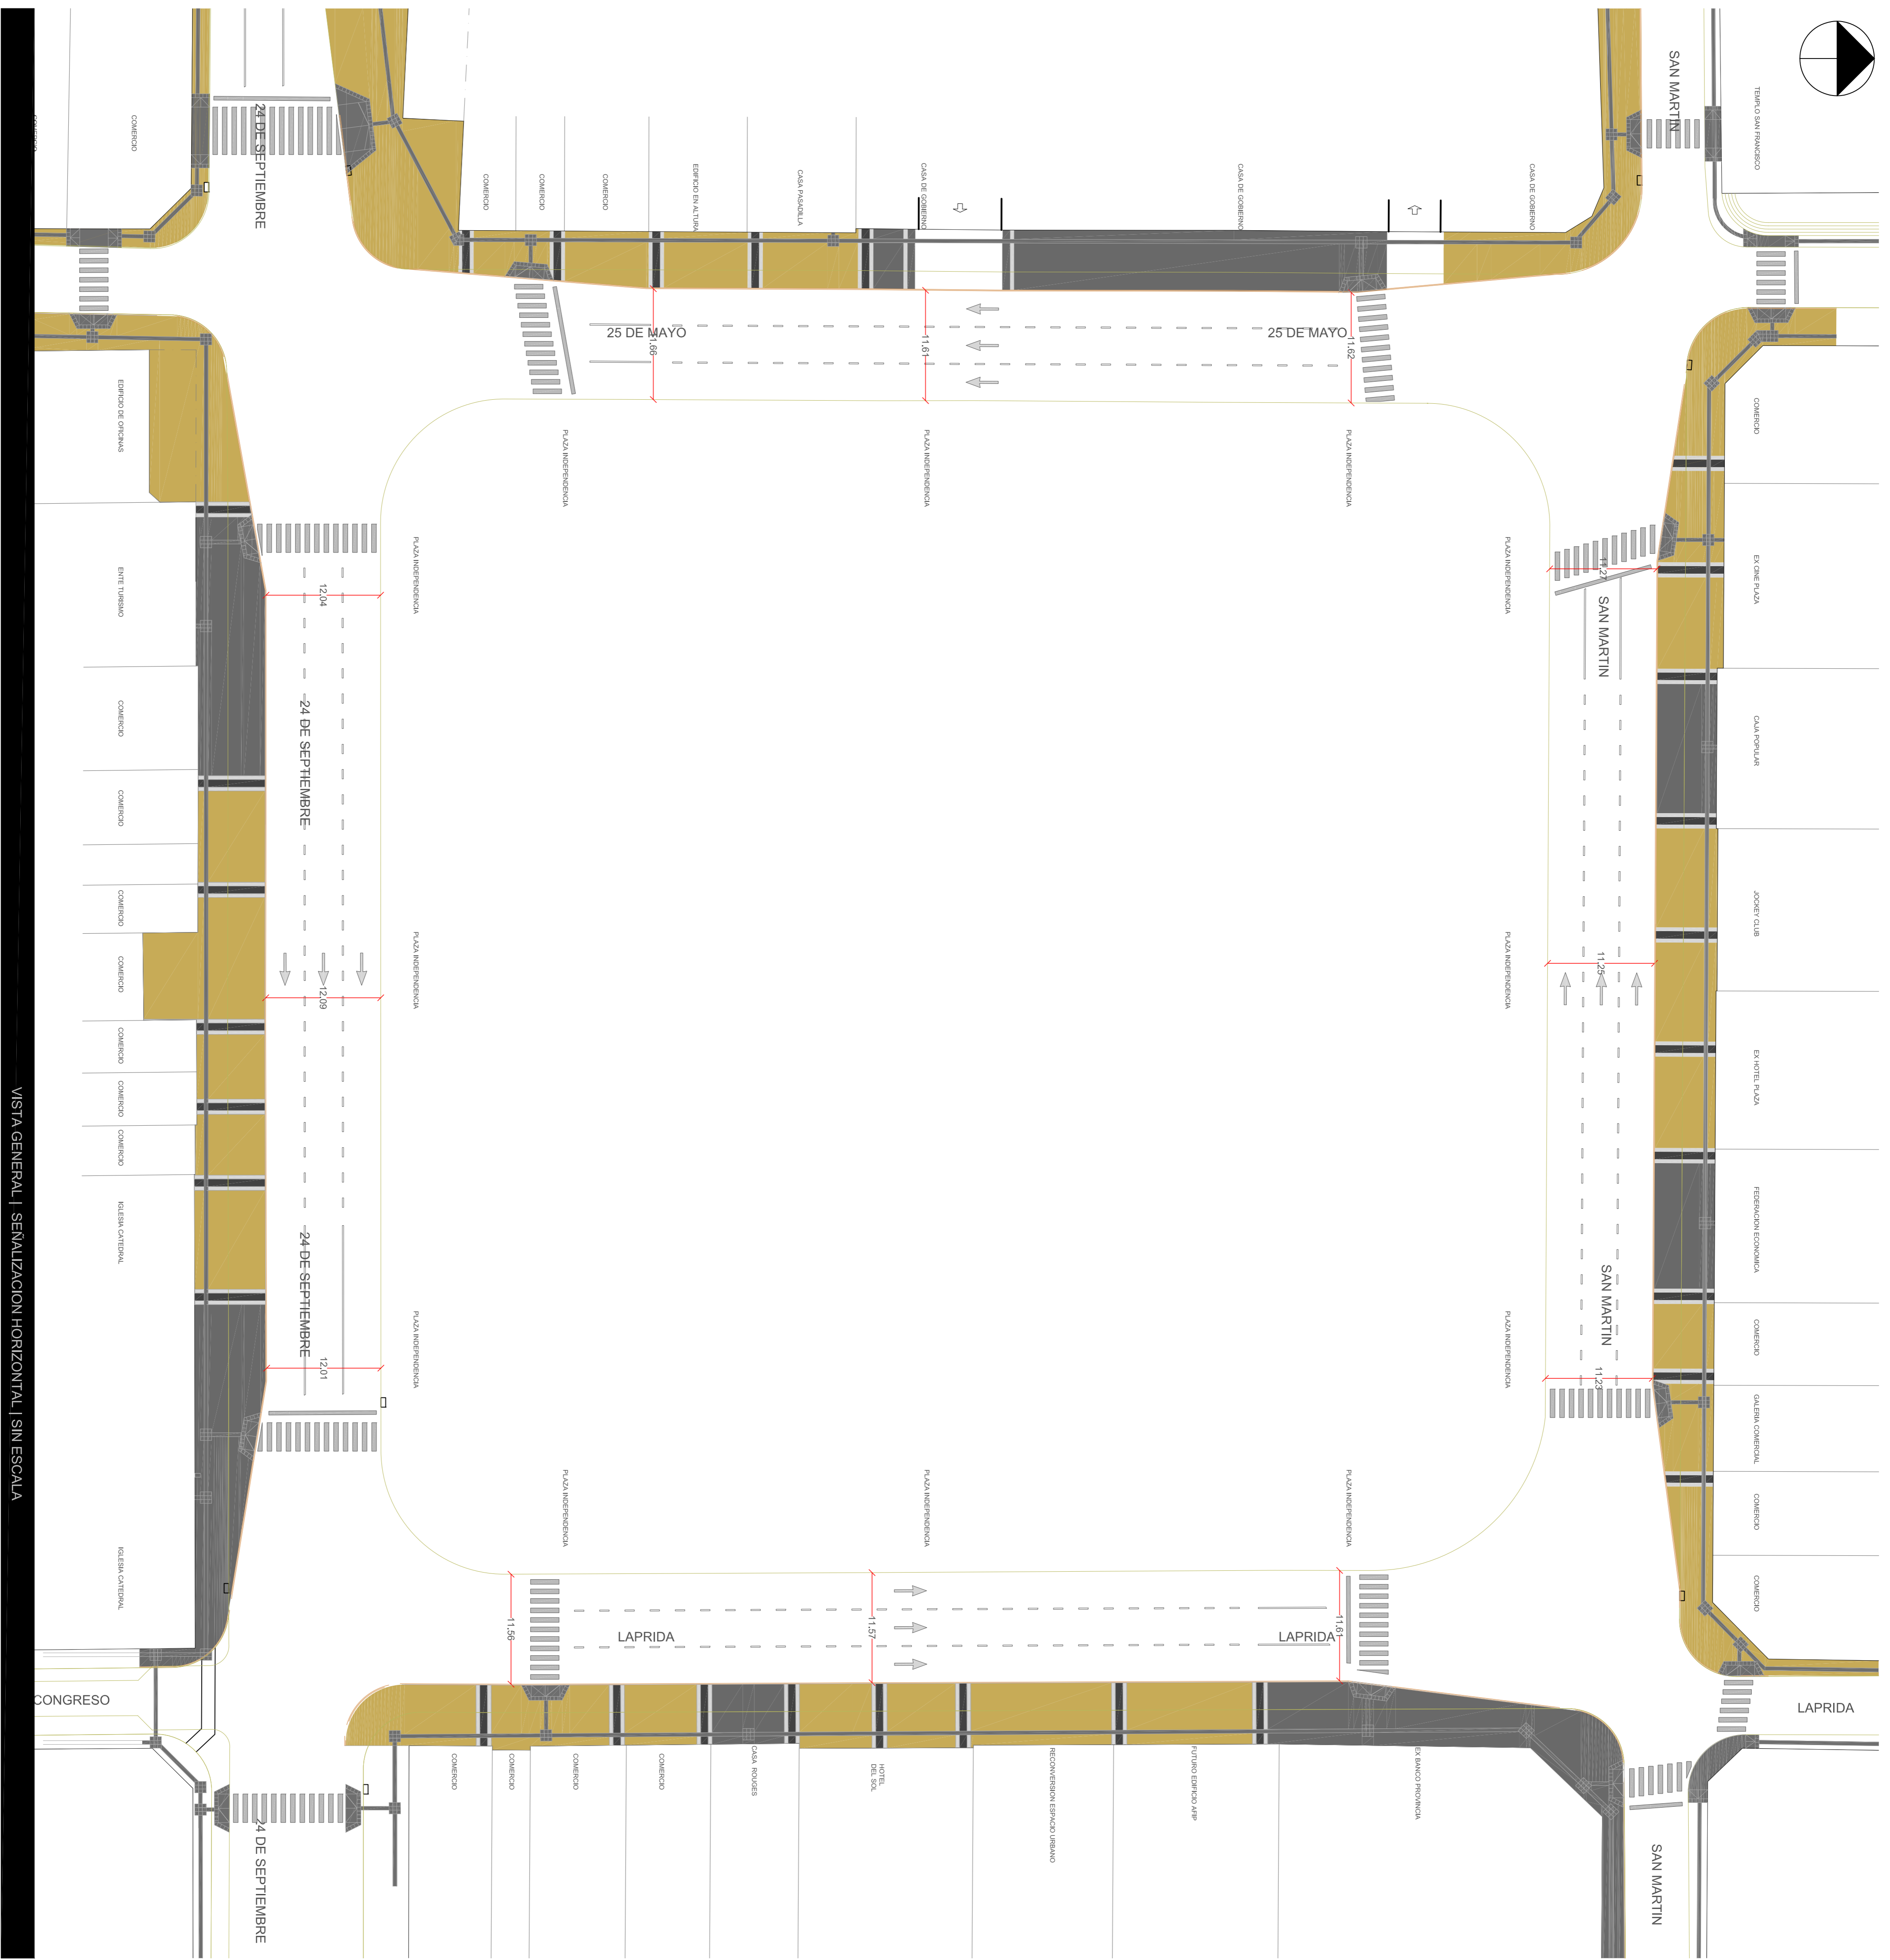 VISTA GENERAL | SEÑALIZACION HORIZONTAL | SIN ESCALA
COMERCIO
24 DE SEPTIEMBRE
COMERCIO
COMERCIO
COMERCIO
EDIFICIO EN ALTURA
CASA PASADILLA
CASA DE GOBIERNO
CASA DE GOBIERNO
CASA DE GOBIERNO
SAN MARTIN
TEMPLO SAN FRANCISCO
25 DE MAYO
11,66
11,61
25 DE MAYO
11,62
PLAZA INDEPENDENCIA
PLAZA INDEPENDENCIA
PLAZA INDEPENDENCIA
EDIFICIO DE OFICINAS
ENTE TURISMO
COMERCIO
COMERCIO
COMERCIO
COMERCIO
COMERCIO
COMERCIO
COMERCIO
IGLESIA CATEDRAL
IGLESIA CATEDRAL
24 DE SEPTIEMBRE
24 DE SEPTIEMBRE
12,04
12,09
12,01
PLAZA INDEPENDENCIA
PLAZA INDEPENDENCIA
PLAZA INDEPENDENCIA
PLAZA INDEPENDENCIA
PLAZA INDEPENDENCIA
PLAZA INDEPENDENCIA
11,27
SAN MARTIN
11,25
SAN MARTIN
11,23
COMERCIO
EX CINE PLAZA
CAJA POPULAR
JOCKEY CLUB
EX HOTEL PLAZA
FEDERACION ECONOMICA
COMERCIO
GALERIA COMERCIAL
COMERCIO
COMERCIO
PLAZA INDEPENDENCIA
PLAZA INDEPENDENCIA
PLAZA INDEPENDENCIA
11,56
LAPRIDA
11,57
LAPRIDA
11,61
CONGRESO
LAPRIDA
COMERCIO
COMERCIO
COMERCIO
COMERCIO
CASA ROUGES
HOTEL
DEL SOL
RECONVERSION ESPACIO URBANO
FUTURO EDIFICIO AFIP
EX BANCO PROVINCIA
24 DE SEPTIEMBRE
SAN MARTIN